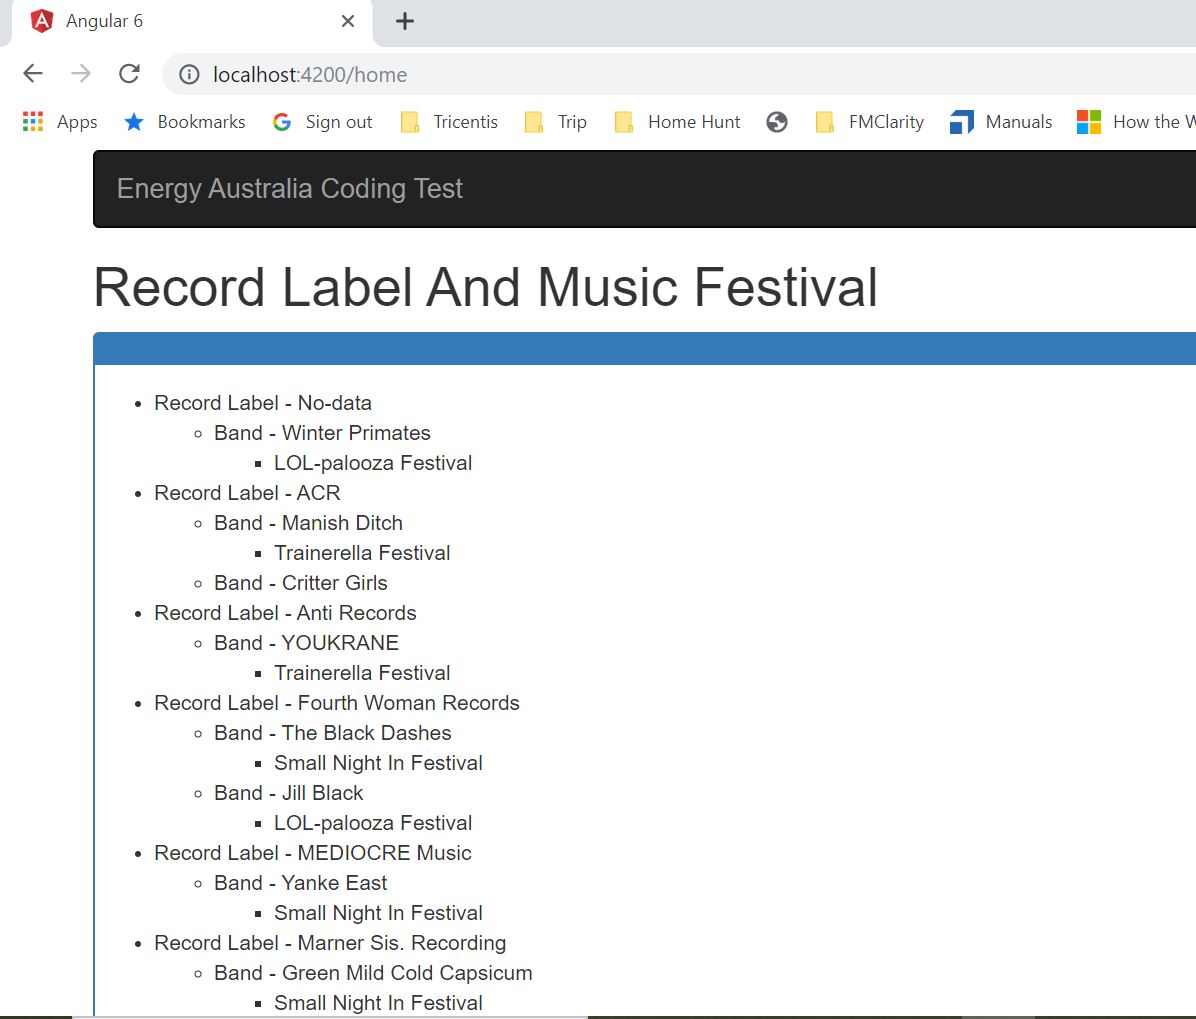 Angular 6
localhost:4200/home
Apps Bookmarks Sign out Tricentis Trip Home Hunt FMClarity Manuals How the
Energy Australia Coding Test
Record Label And Music Festival
Record Label - No-data
Band - Winter Primates
LOL-palooza Festival
Record Label - ACR
Band - Manish Ditch
Trainerella Festival
Band - Critter Girls
Record Label - Anti Records
Band - YOUKRANE
Trainerella Festival
Record Label - Fourth Woman Records
Band - The Black Dashes
Small Night In Festival
Band - Jill Black
LOL-palooza Festival
Record Label - MEDIOCRE Music
Band - Yanke East
Small Night In Festival
Record Label - Marner Sis. Recording
Band - Green Mild Cold Capsicum
Small Night In Festival